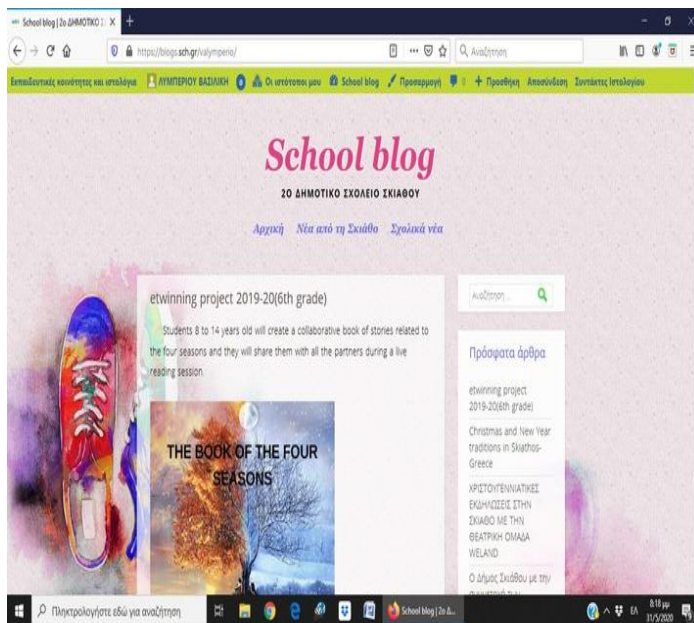 School blog | 2ο ΔΗΜΟΤΙΚΟ Σ
https://blogs.sch.gr/valymperio/
Αναζήτηση
Εκπαιδευτικές κοινότητες και ιστολόγια ΛΥΜΠΕΡΙΟΥ ΒΑΣΙΛΙΚΗ Οι ιστότοποι μου School blog Προσαρμογή 0 Προσθήκη Αποσύνδεση Συντάκτες Ιστολογίου
School blog
2Ο ΔΗΜΟΤΙΚΟ ΣΧΟΛΕΙΟ ΣΚΙΑΘΟΥ
Αρχική Νέα από τη Σκιάθο Σχολικά νέα
etwinning project 2019-20(6th grade)
Students 8 to 14 years old will create a collaborative book of stories related to
the four seasons and they will share them with all the partners during a live
reading session.
THE BOOK OF THE FOUR
SEASONS
Αναζήτηση ...
Πρόσφατα άρθρα
etwinning project
2019-20(6th grade)
Christmas and New Year
traditions in Skiathos-
Greece
ΧΡΙΣΤΟΥΓΕΝΝΙΑΤΙΚΕΣ
ΕΚΔΗΛΩΣΕΙΣ ΣΤΗΝ
ΣΚΙΑΘΟ ΜΕ ΤΗΝ
ΘΕΑΤΡΙΚΗ ΟΜΑΔΑ
WELAND
Ο Δήμος Σκιάθου με την
Πληκτρολογήστε εδώ για αναζήτηση
School blog | 2ο Δ...
ΕΛ
8:18 μμ
31/5/2020